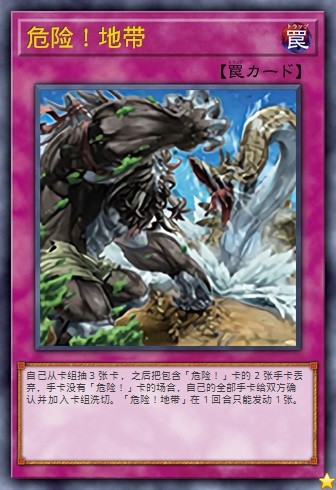 危险！地带
トラップ
罠
【罠カード】
自己从卡组抽３张卡，之后把包含「危险！」卡的２张手卡丢
弃，手卡没有「危险！」卡的场合，自己的全部手卡给双方确
认并加入卡组洗切。「危险！地带」在１回合只能发动１张。